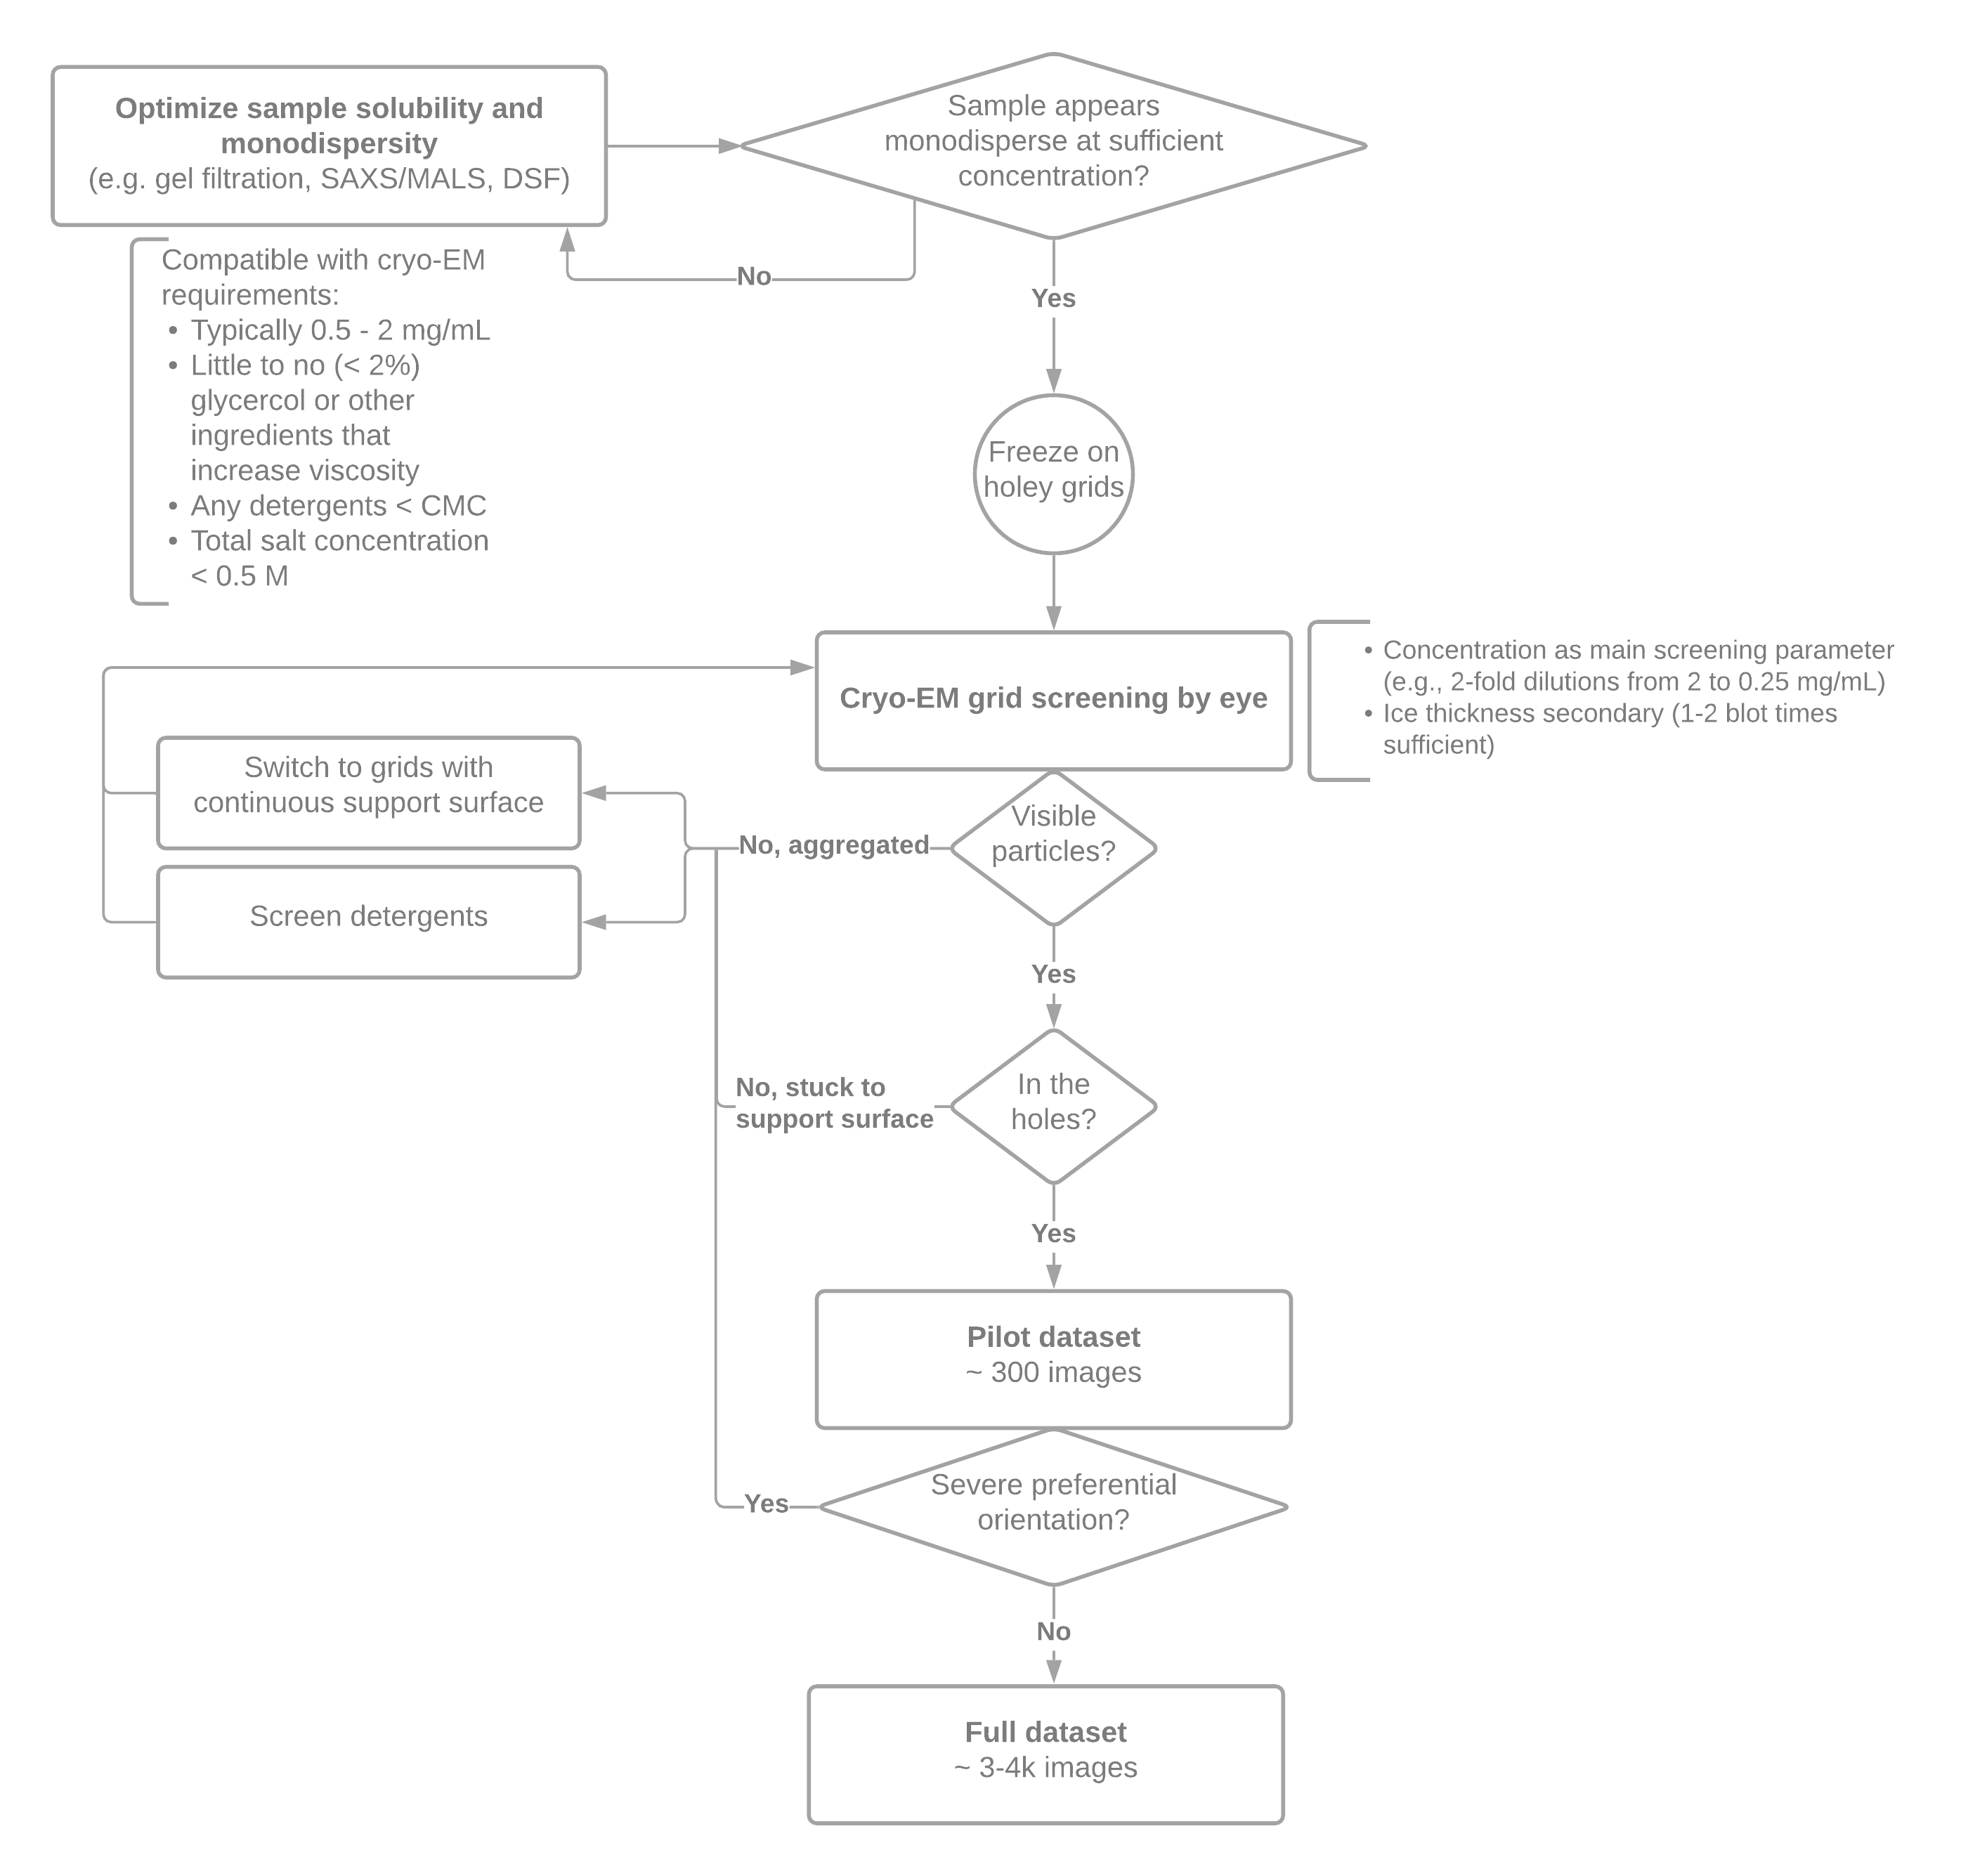 Optimize sample solubility and
monodispersity
(e.g. gel filtration, SAXS/MALS, DSF)
Sample appears
monodisperse at sufficient
concentration?
No
Yes
Compatible with cryo-EM
requirements:
• Typically 0.5 - 2 mg/mL
• Little to no (< 2%)
glycercol or other
ingredients that
increase viscosity
• Any detergents < CMC
• Total salt concentration
< 0.5 M
Freeze on
holey grids
Cryo-EM grid screening by eye
• Concentration as main screening parameter
(e.g., 2-fold dilutions from 2 to 0.25 mg/mL)
• Ice thickness secondary (1-2 blot times
sufficient)
Switch to grids with
continuous support surface
Screen detergents
No, aggregated
Visible
particles?
Yes
No, stuck to
support surface
In the
holes?
Yes
Pilot dataset
~ 300 images
Yes
Severe preferential
orientation?
No
Full dataset
~ 3-4k images